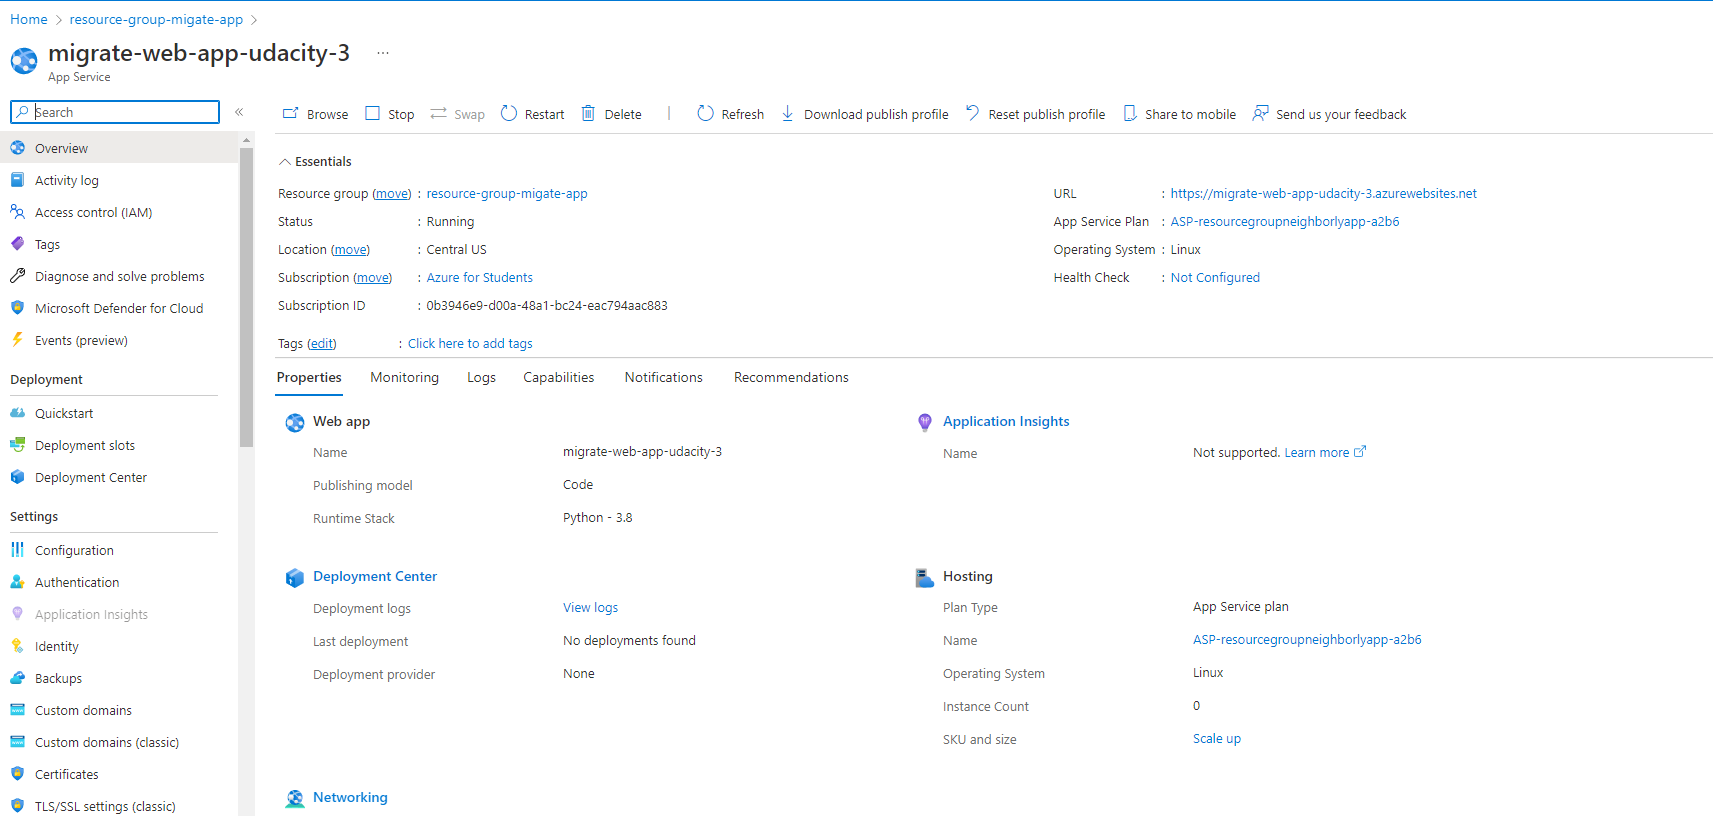 Home > resource-group-migate-app >
migrate-web-app-udacity-3 ...
App Service
Search «
Browse Stop Swap Restart Delete | Refresh Download publish profile Reset publish profile Share to mobile Send us your feedback
Overview
Activity log
Access control (IAM)
Tags
Diagnose and solve problems
Microsoft Defender for Cloud
Events (preview)
Deployment
Quickstart
Deployment slots
Deployment Center
Settings
Configuration
Authentication
Application Insights
Identity
Backups
Custom domains
Custom domains (classic)
Certificates
TLS/SSL settings (classic)
Essentials
Resource group (move) : resource-group-migate-app
Status : Running
Location (move) : Central US
Subscription (move) : Azure for Students
Subscription ID : 0b3946e9-d00a-48a1-bc24-eac794aac883
URL : https://migrate-web-app-udacity-3.azurewebsites.net
App Service Plan : ASP-resourcegroupneighborlyapp-a2b6
Operating System : Linux
Health Check : Not Configured
Tags (edit) : Click here to add tags
Properties Monitoring Logs Capabilities Notifications Recommendations
Web app
Name migrate-web-app-udacity-3
Publishing model Code
Runtime Stack Python - 3.8
Application Insights
Name Not supported. Learn more
Deployment Center
Deployment logs View logs
Last deployment No deployments found
Deployment provider None
Hosting
Plan Type App Service plan
Name ASP-resourcegroupneighborlyapp-a2b6
Operating System Linux
Instance Count 0
SKU and size Scale up
Networking